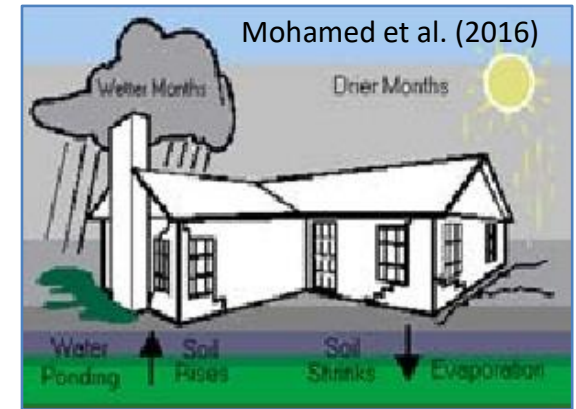 Mohamed et al. (2016)
Wetter Months
Drier Months
Water Ponding
Soil Rises
Soil Shrinks
Evaporation